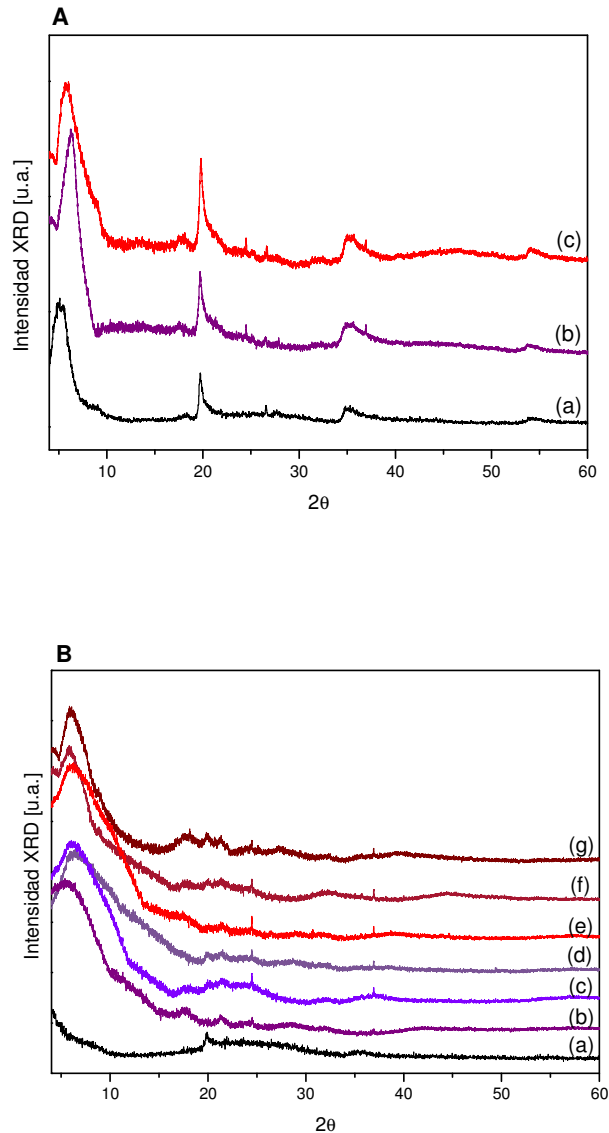 A
Intensidad XRD [u.a.]
(c)
(b)
(a)
10 20 30 40 50 60
2θ
B
Intensidad XRD [u.a.]
(g)
(f)
(e)
(d)
(c)
(b)
(a)
10 20 30 40 50 60
2θ